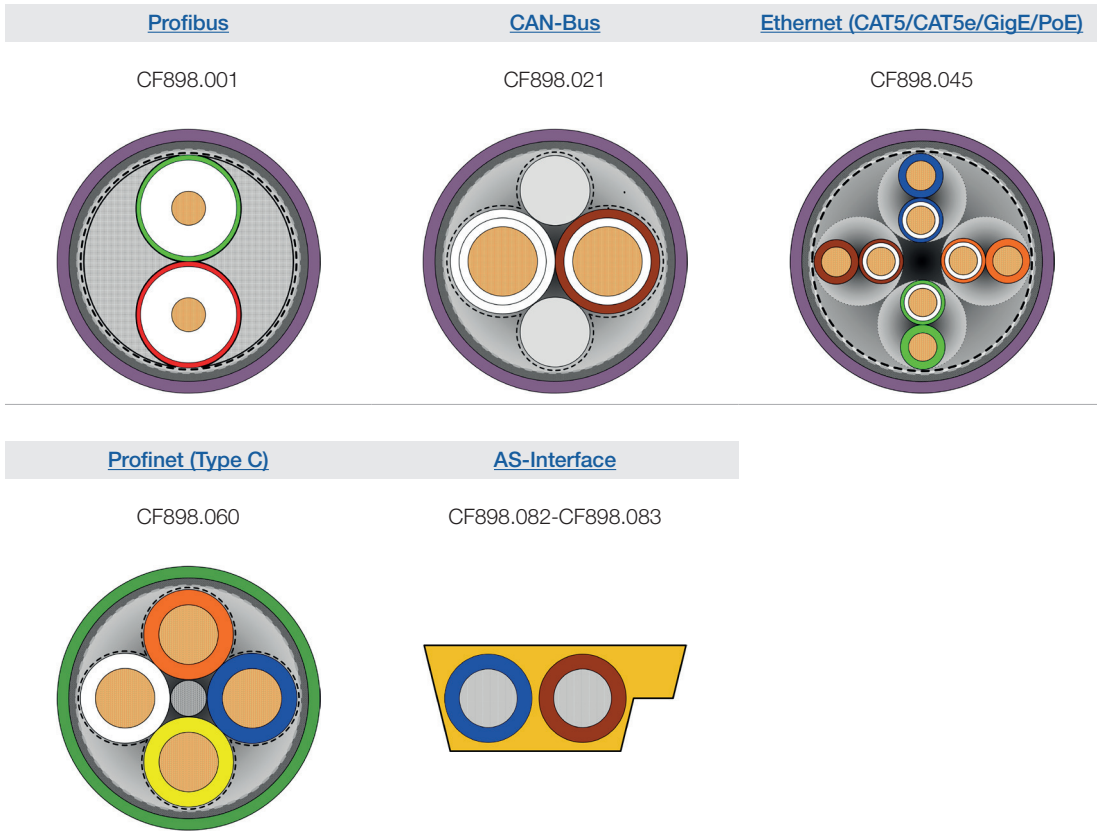 Profibus
CAN-Bus
Ethernet (CAT5/CAT5e/GigE/PoE)
CF898.001
CF898.021
CF898.045
Profinet (Type C)
AS-Interface
CF898.060
CF898.082-CF898.083